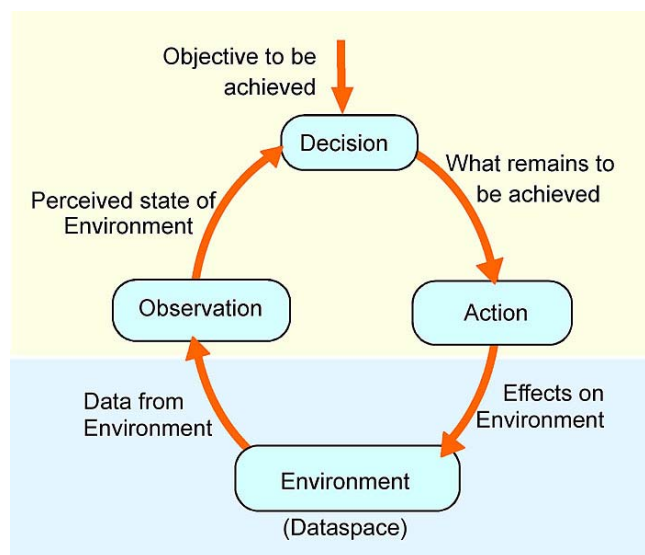 Objective to be
achieved
Decision
What remains to
be achieved
Perceived state of
Environment
Observation
Action
Data from
Environment
Effects on
Environment
Environment
(Dataspace)